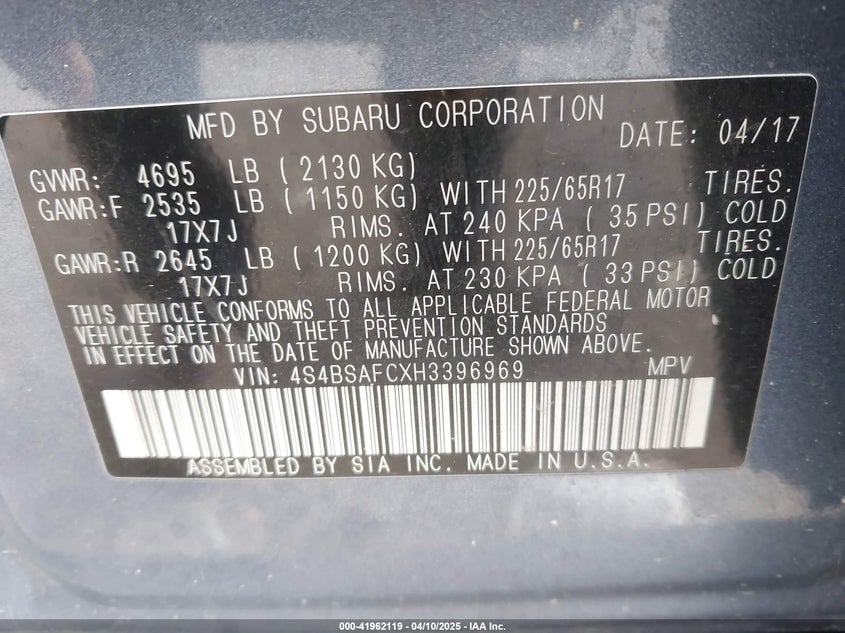 MFD BY SUBARU CORPORATION DATE: 04/17
GVWR: 4695 LB ( 2130 KG)
GAWR:F 2535 LB ( 1150 KG) WITH 225/65R17 TIRES.
17X7J RIMS. AT 240 KPA ( 35 PSI) COLD
GAWR:R 2645 LB ( 1200 KG) WITH 225/65R17 TIRES.
17X7J RIMS. AT 230 KPA ( 33 PSI) COLD
THIS VEHICLE CONFORMS TO ALL APPLICABLE FEDERAL MOTOR
VEHICLE SAFETY AND THEFT PREVENTION STANDARDS
IN EFFECT ON THE DATE OF MANUFACTURE SHOWN ABOVE.
VIN: 4S4BSAFCXH3396969 MPV
ASSEMBLED BY SIA INC. MADE IN U.S.A.
000-41962119 - 04/10/2025 - IAA Inc.